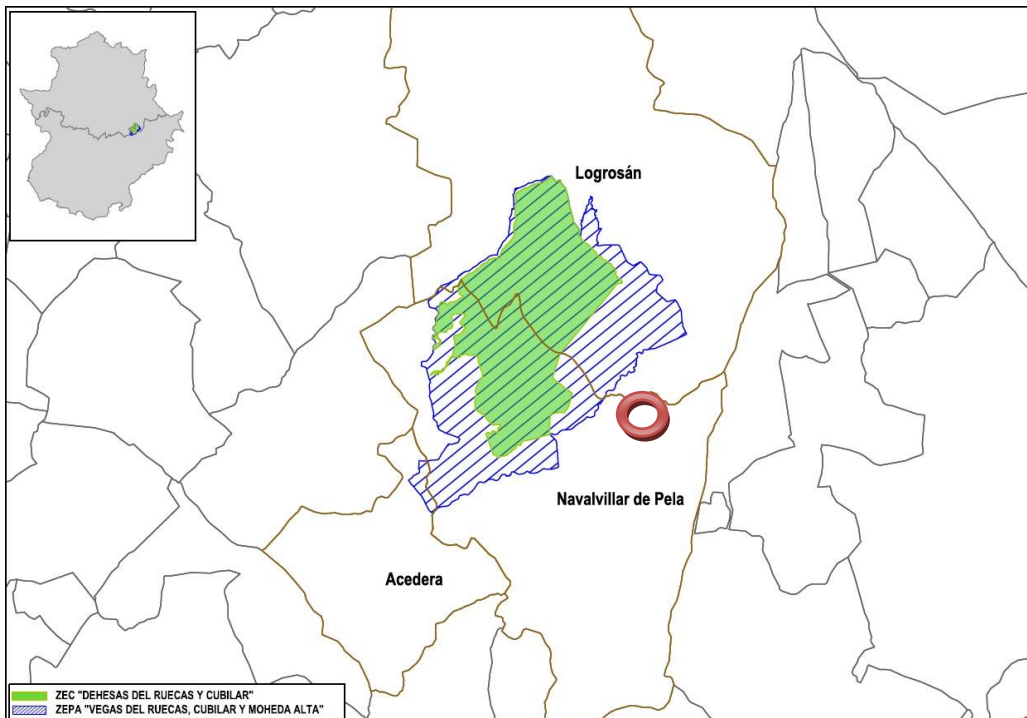 Logrosán
Navalvillar de Pela
Acedera
ZEC "DEHESAS DEL RUECAS Y CUBILAR"
ZEPA "VEGAS DEL RUECAS, CUBILAR Y MOHEDA ALTA"